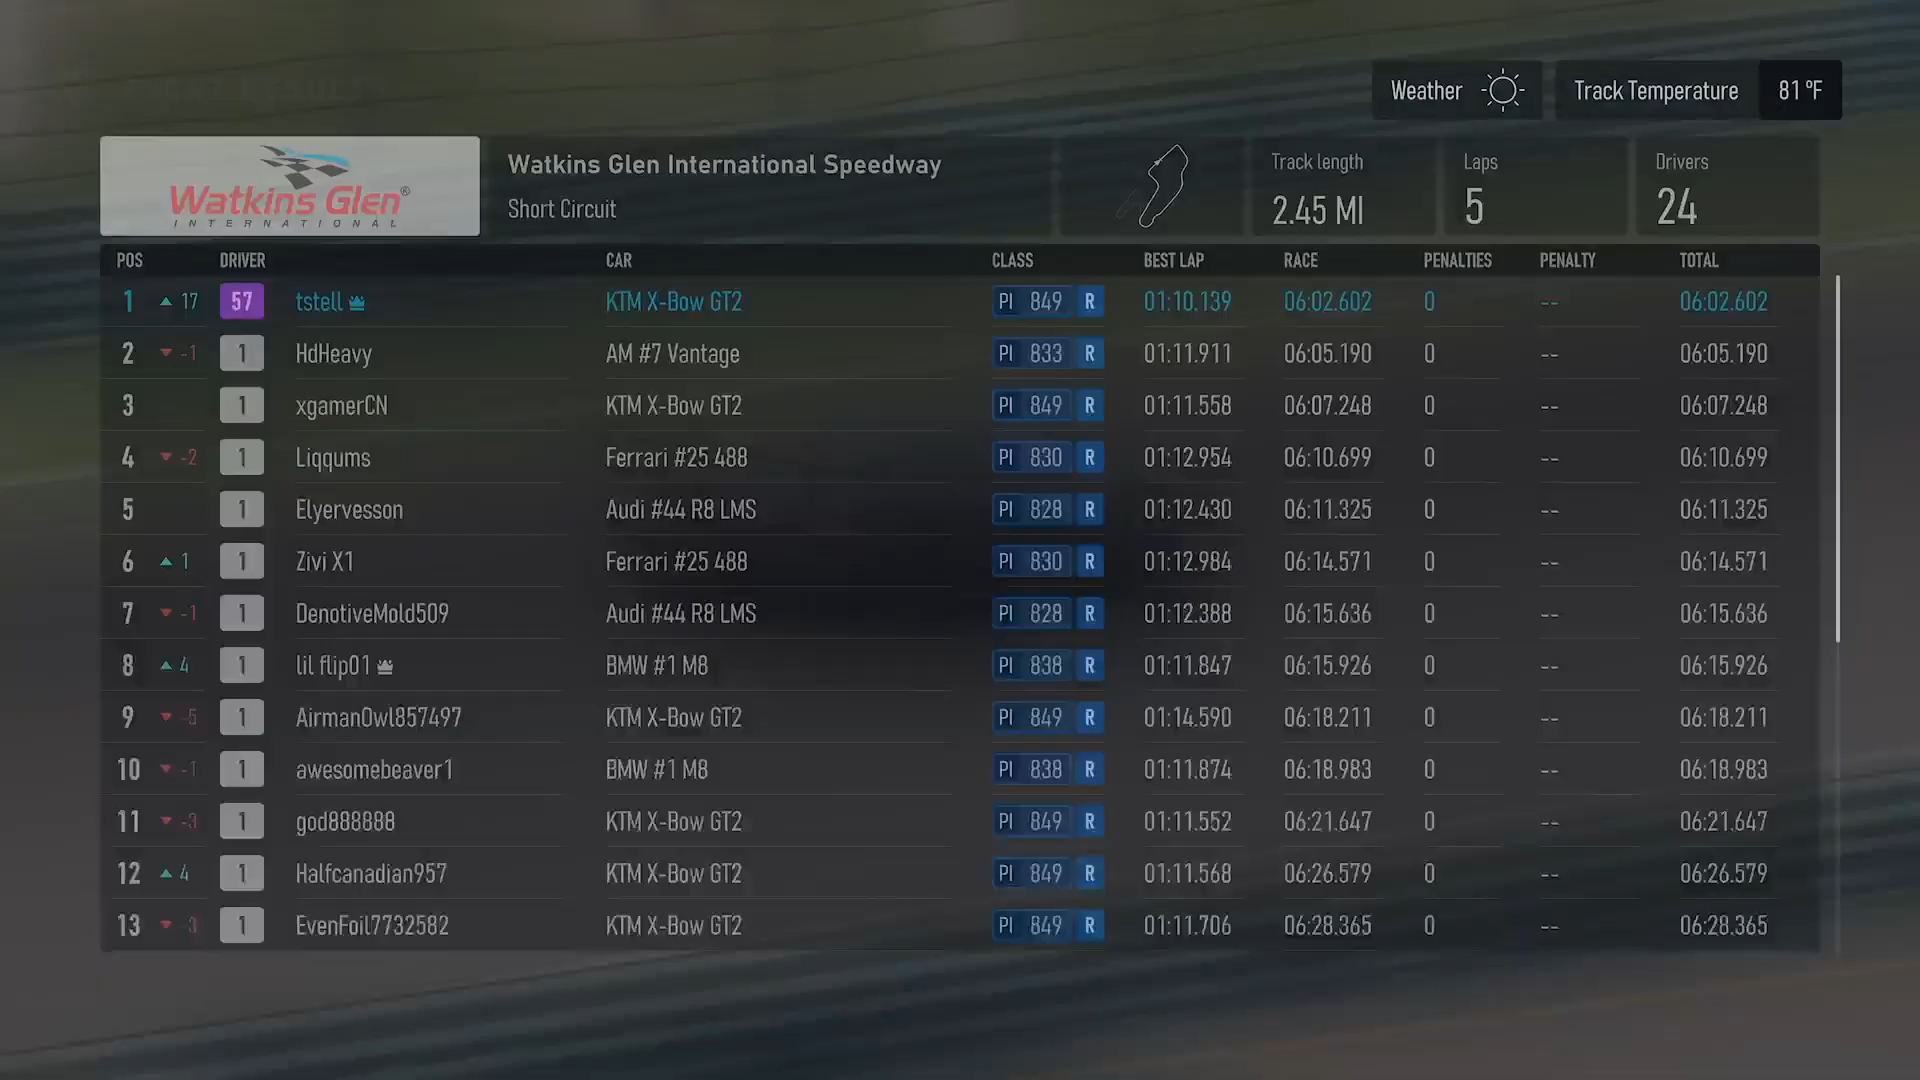 Weather
Track Temperature 81 °F
Watkins Glen®
INTERNATIONAL
Watkins Glen International Speedway
Short Circuit
Track length
2.45 MI
Laps
5
Drivers
24
POS DRIVER CAR CLASS BEST LAP RACE PENALTIES PENALTY TOTAL
1 17 57 tstell KTM X-Bow GT2 PI 849 R 01:10.139 06:02.602 0 -- 06:02.602
2 -1 1 HdHeavy AM #7 Vantage PI 833 R 01:11.911 06:05.190 0 -- 06:05.190
3 1 xgamerCN KTM X-Bow GT2 PI 849 R 01:11.558 06:07.248 0 -- 06:07.248
4 -2 1 Liqqums Ferrari #25 488 PI 830 R 01:12.954 06:10.699 0 -- 06:10.699
5 1 Elyervesson Audi #44 R8 LMS PI 828 R 01:12.430 06:11.325 0 -- 06:11.325
6 1 1 Zivi X1 Ferrari #25 488 PI 830 R 01:12.984 06:14.571 0 -- 06:14.571
7 -1 1 DenotiveMold509 Audi #44 R8 LMS PI 828 R 01:12.388 06:15.636 0 -- 06:15.636
8 4 1 lil flip01 BMW #1 M8 PI 838 R 01:11.847 06:15.926 0 -- 06:15.926
9 -5 1 AirmanOwl857497 KTM X-Bow GT2 PI 849 R 01:14.590 06:18.211 0 -- 06:18.211
10 -1 1 awesomebeaver1 BMW #1 M8 PI 838 R 01:11.874 06:18.983 0 -- 06:18.983
11 -3 1 god888888 KTM X-Bow GT2 PI 849 R 01:11.552 06:21.647 0 -- 06:21.647
12 4 1 Halfcanadian957 KTM X-Bow GT2 PI 849 R 01:11.568 06:26.579 0 -- 06:26.579
13 -3 1 EvenFoil7732582 KTM X-Bow GT2 PI 849 R 01:11.706 06:28.365 0 -- 06:28.365